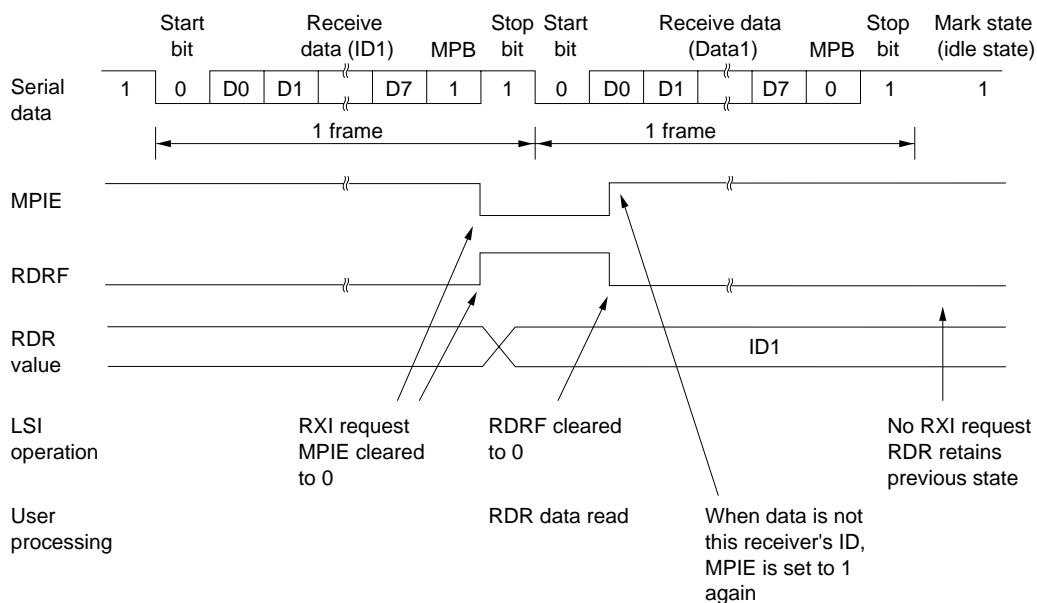 Start bit
Receive data (ID1)
MPB
Stop bit
Start bit
Receive data (Data1)
MPB
Stop bit
Mark state (idle state)
Serial data
1 0 D0 D1 D7 1 1 0 D0 D1 D7 0 1 1
1 frame
1 frame
MPIE
RDRF
RDR value
ID1
LSI operation
RXI request
MPIE cleared
to 0
RDRF cleared
to 0
No RXI request
RDR retains
previous state
User processing
RDR data read
When data is not
this receiver's ID,
MPIE is set to 1
again